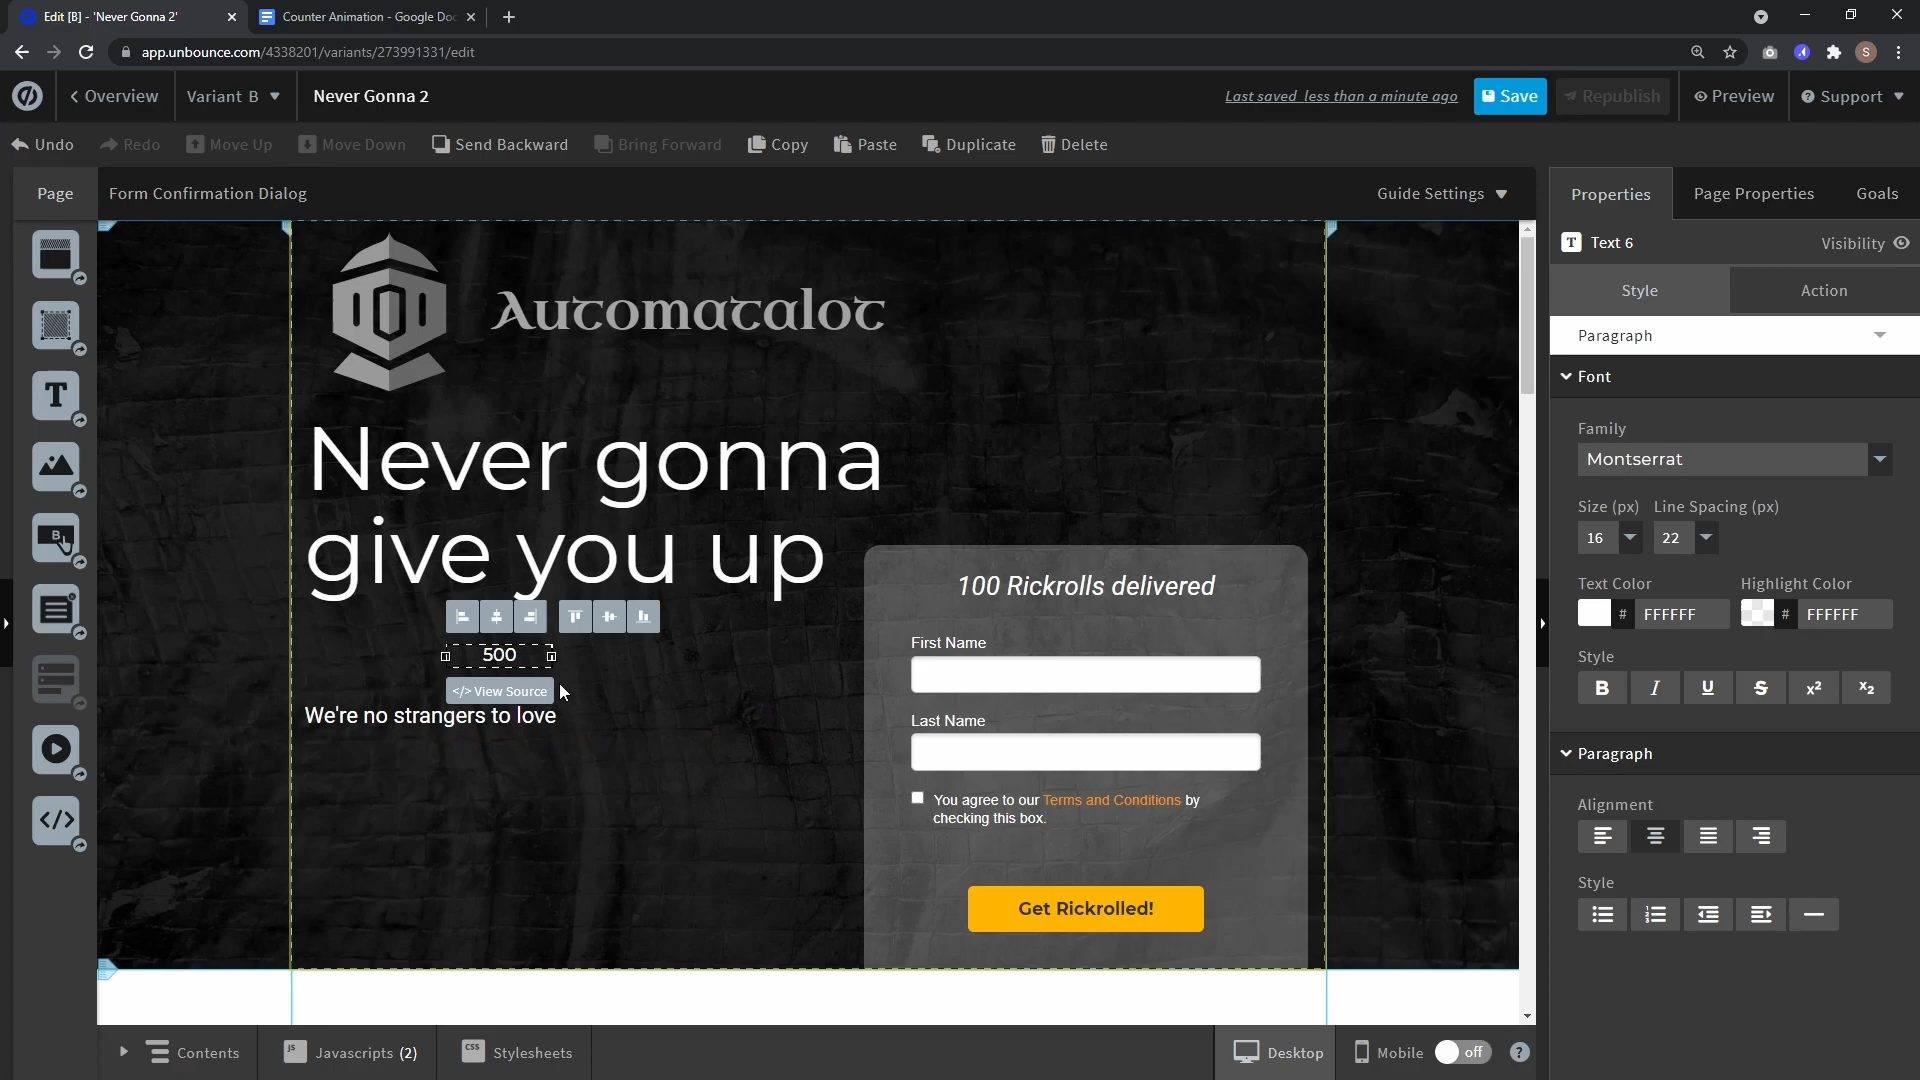 Edit [B] - 'Never Gonna 2'
Counter Animation - Google Doc
app.unbounce.com/4338201/variants/273991331/edit
S
Overview
Variant B
Never Gonna 2
Last saved less than a minute ago
Save
Republish
Preview
Support
Undo
Redo
Move Up
Move Down
Send Backward
Bring Forward
Copy
Paste
Duplicate
Delete
Page
Form Confirmation Dialog
Guide Settings
Properties
Page Properties
Goals
T Text 6
Visibility
Style
Action
Paragraph
Font
Family
Montserrat
Size (px)
Line Spacing (px)
16
22
Text Color
Highlight Color
# FFFFFF
# FFFFFF
Style
B I U S x² x₂
Paragraph
Alignment
Style
Automatalot
Never gonna
give you up
500
</> View Source
We're no strangers to love
100 Rickrolls delivered
First Name
Last Name
You agree to our Terms and Conditions by
checking this box.
Get Rickrolled!
T
B
</>
Contents
JS Javascripts (2)
CSS Stylesheets
Desktop
Mobile
off
?